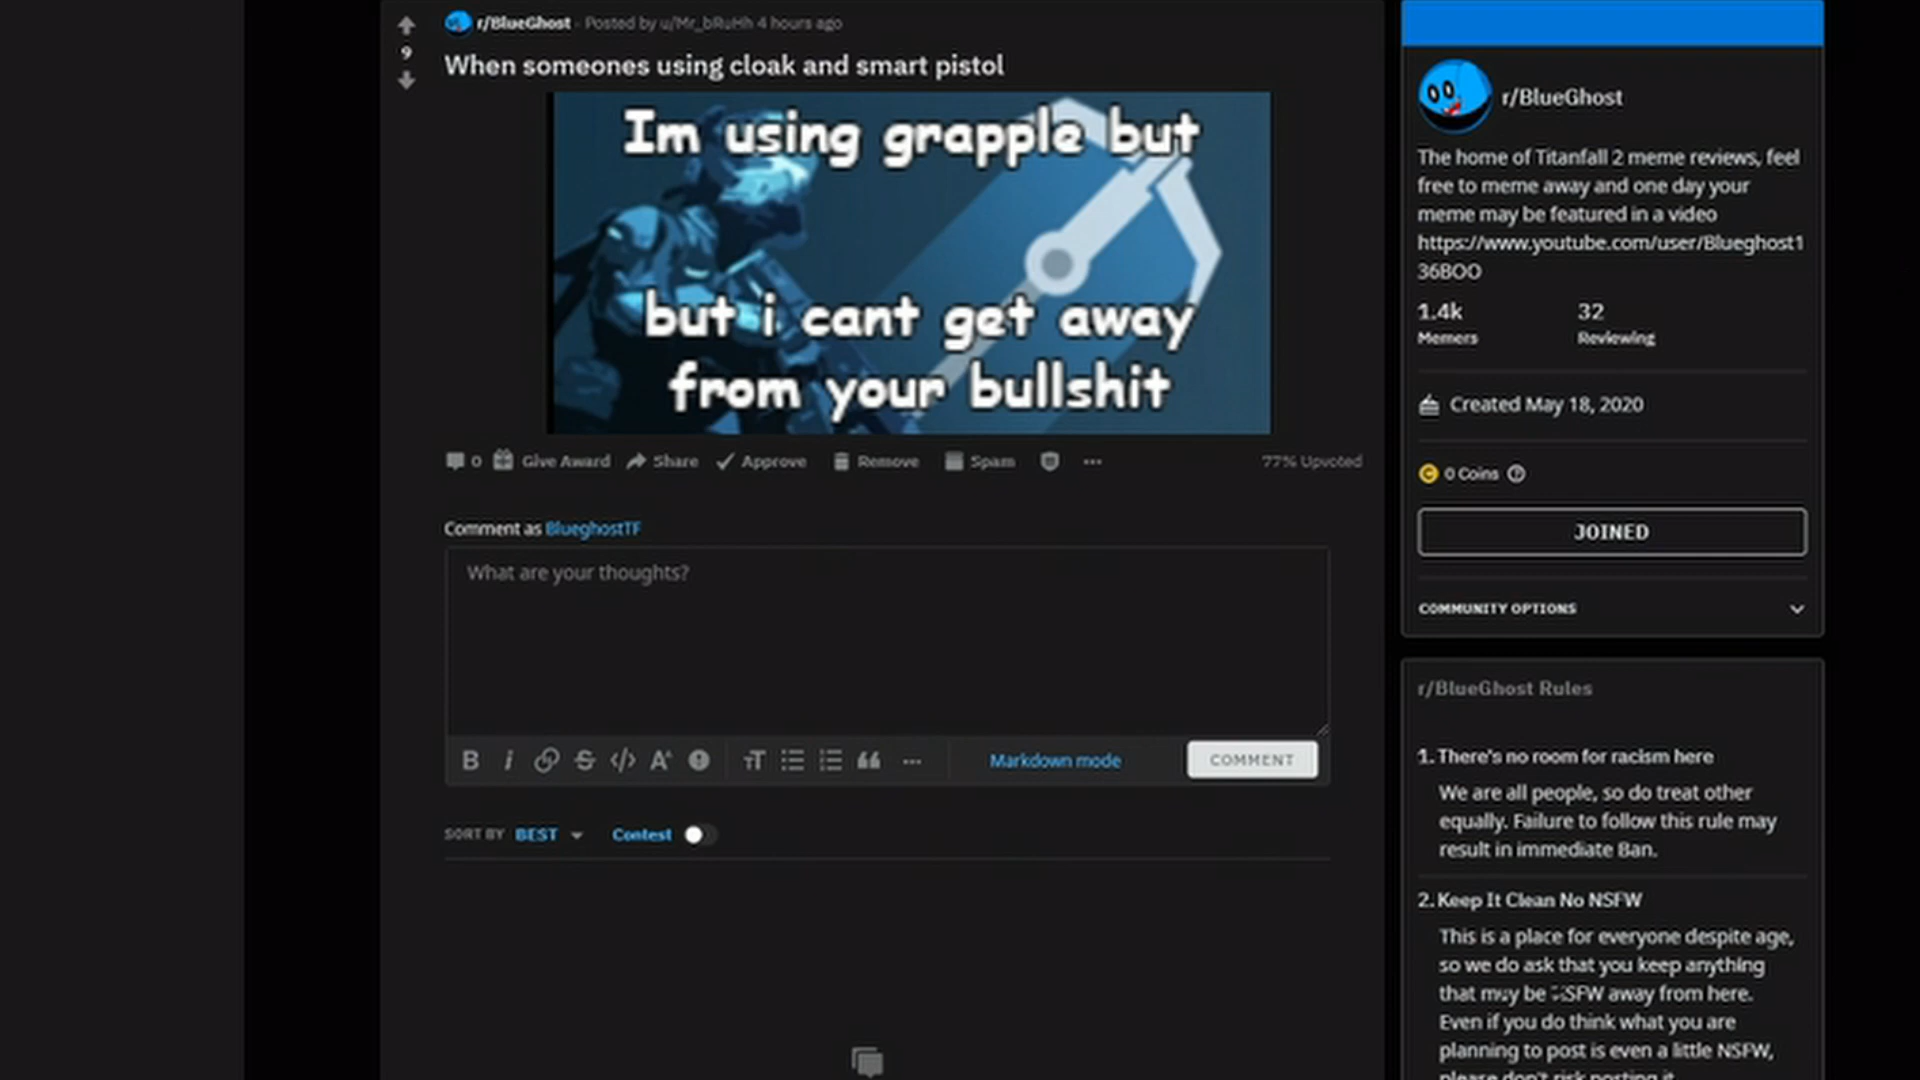 r/BlueGhost · Posted by u/Mr_bRuHh 4 hours ago
9
When someones using cloak and smart pistol
Im using grapple but
but i cant get away
from your bullshit
0 Give Award Share Approve Remove Spam ... 77% Upvoted
Comment as BlueghostTF
What are your thoughts?
B i S </> A T ... Markdown mode COMMENT
SORT BY BEST Contest
r/BlueGhost
The home of Titanfall 2 meme reviews, feel
free to meme away and one day your
meme may be featured in a video
https://www.youtube.com/user/Blueghost1
36BOO
1.4k 32
Memers Reviewing
Created May 18, 2020
0 Coins
JOINED
COMMUNITY OPTIONS
r/BlueGhost Rules
1. There's no room for racism here
We are all people, so do treat other
equally. Failure to follow this rule may
result in immediate Ban.
2. Keep It Clean No NSFW
This is a place for everyone despite age,
so we do ask that you keep anything
that may be NSFW away from here.
Even if you do think what you are
planning to post is even a little NSFW,
please don't risk posting it